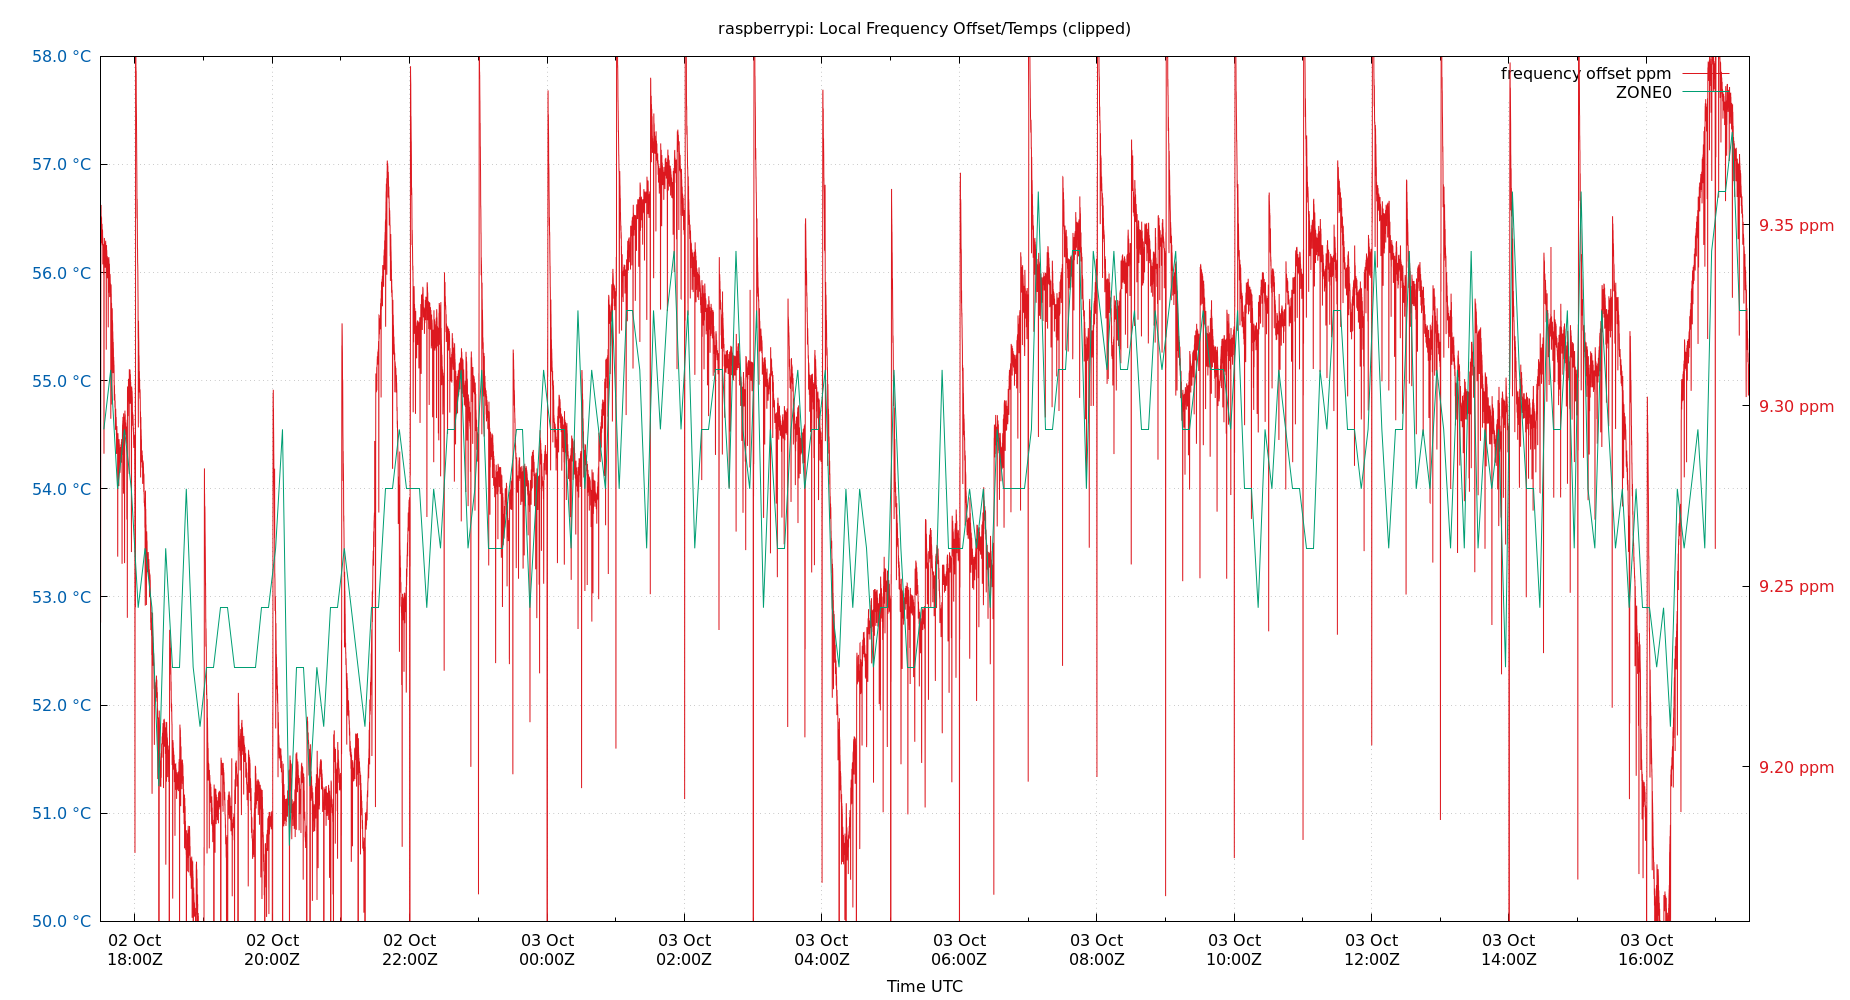 raspberrypi: Local Frequency Offset/Temps (clipped)
frequency offset ppm
ZONE0
58.0 °C
57.0 °C
56.0 °C
55.0 °C
54.0 °C
53.0 °C
52.0 °C
51.0 °C
50.0 °C
9.35 ppm
9.30 ppm
9.25 ppm
9.20 ppm
02 Oct 02 Oct 02 Oct 03 Oct 03 Oct 03 Oct 03 Oct 03 Oct 03 Oct 03 Oct 03 Oct 03 Oct
18:00Z 20:00Z 22:00Z 00:00Z 02:00Z 04:00Z 06:00Z 08:00Z 10:00Z 12:00Z 14:00Z 16:00Z
Time UTC